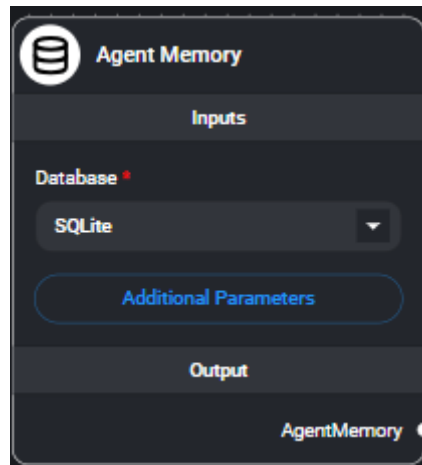 Agent Memory
Inputs
Database *
SQLite
Additional Parameters
Output
AgentMemory